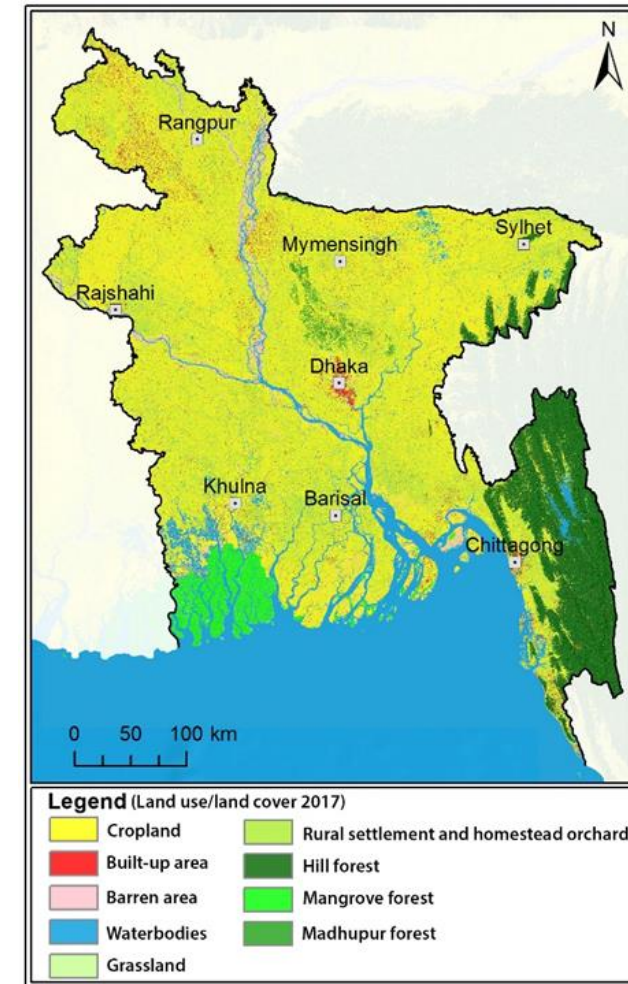 N
Rangpur
Sylhet
Mymensingh
Rajshahi
Dhaka
Khulna
Barisal
Chittagong
0 50 100 km
Legend (Land use/land cover 2017)
Cropland
Rural settlement and homestead orchard
Built-up area
Hill forest
Barren area
Mangrove forest
Waterbodies
Madhupur forest
Grassland